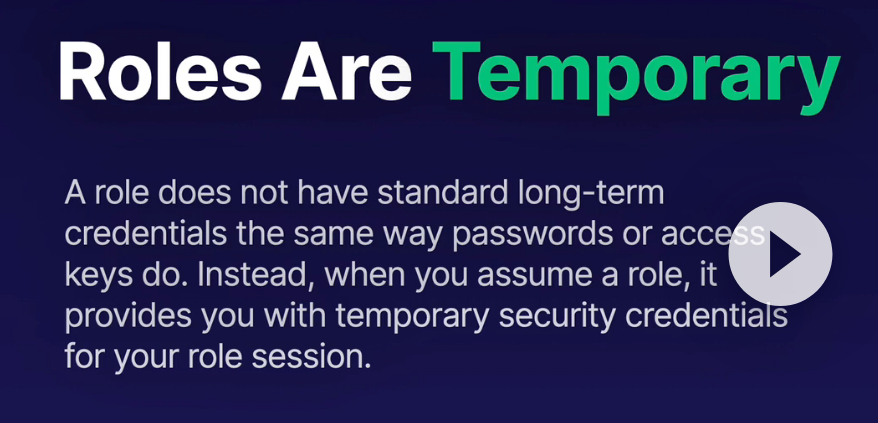 Roles Are Temporary
A role does not have standard long-term
credentials the same way passwords or access
keys do. Instead, when you assume a role, it
provides you with temporary security credentials
for your role session.